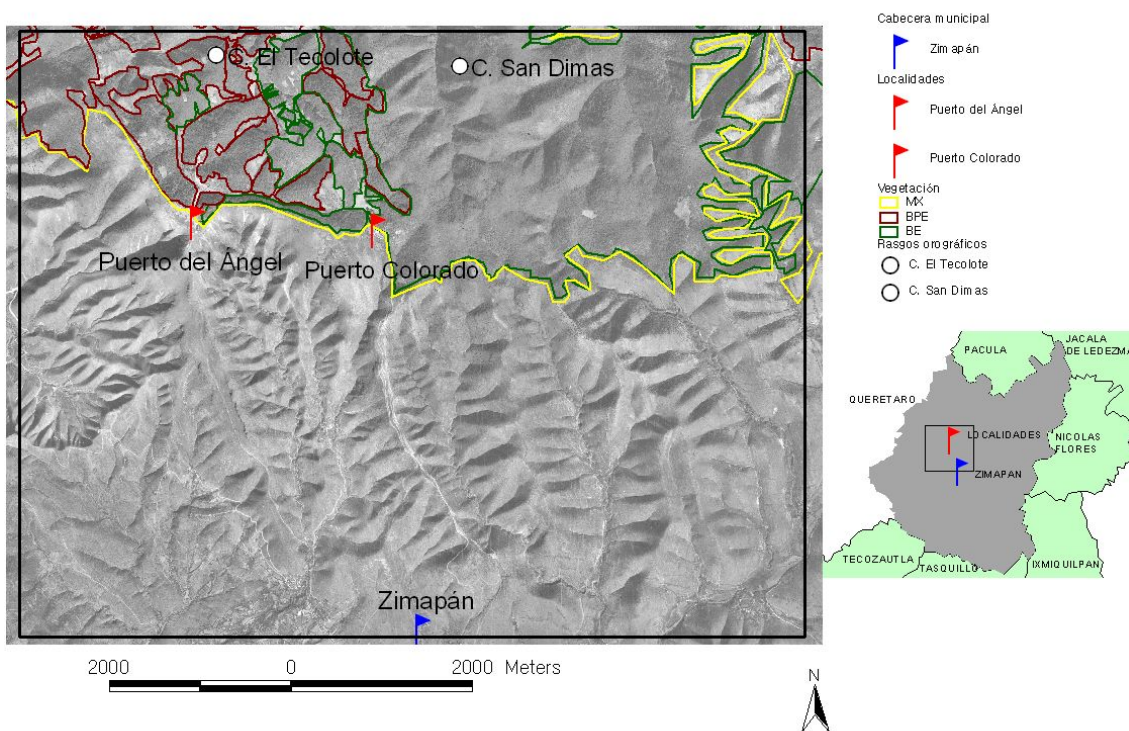 C. El Tecolote
C. San Dimas
Puerto del Ángel
Puerto Colorado
Zimapán
2000 0 2000 Meters
N
Cabecera municipal
Zimapán
Localidades
Puerto del Ángel
Puerto Colorado
Vegetación
MX
BPE
BE
Rasgos orográficos
C. El Tecolote
C. San Dimas
PACULA
JACALA
DE LEDEZMA
QUERETARO
LOCALIDADES
NICOLAS
FLORES
ZIMAPAN
TECOZAUTLA
TASQUILLO
IXMIQUILPAN